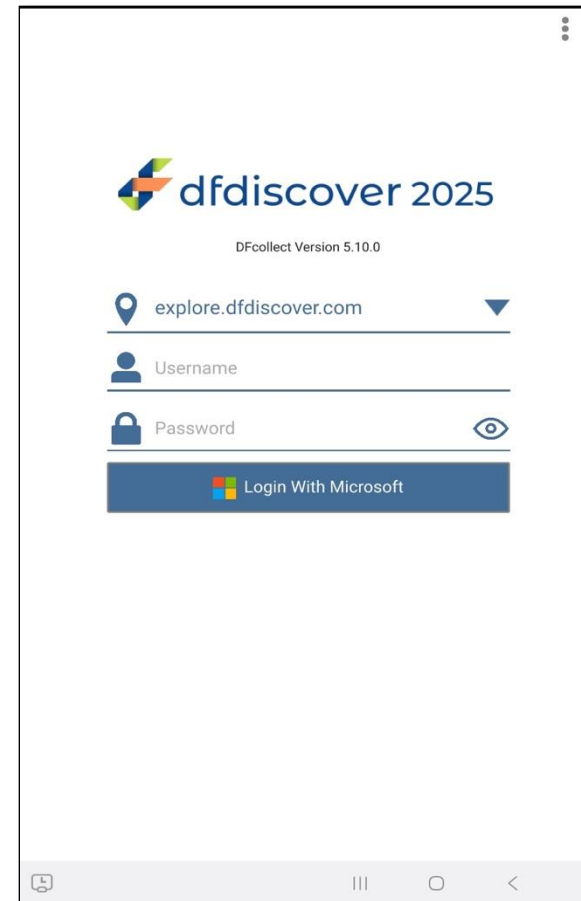 dfdiscover 2025
DFcollect Version 5.10.0
explore.dfdiscover.com
Username
Password
Login With Microsoft